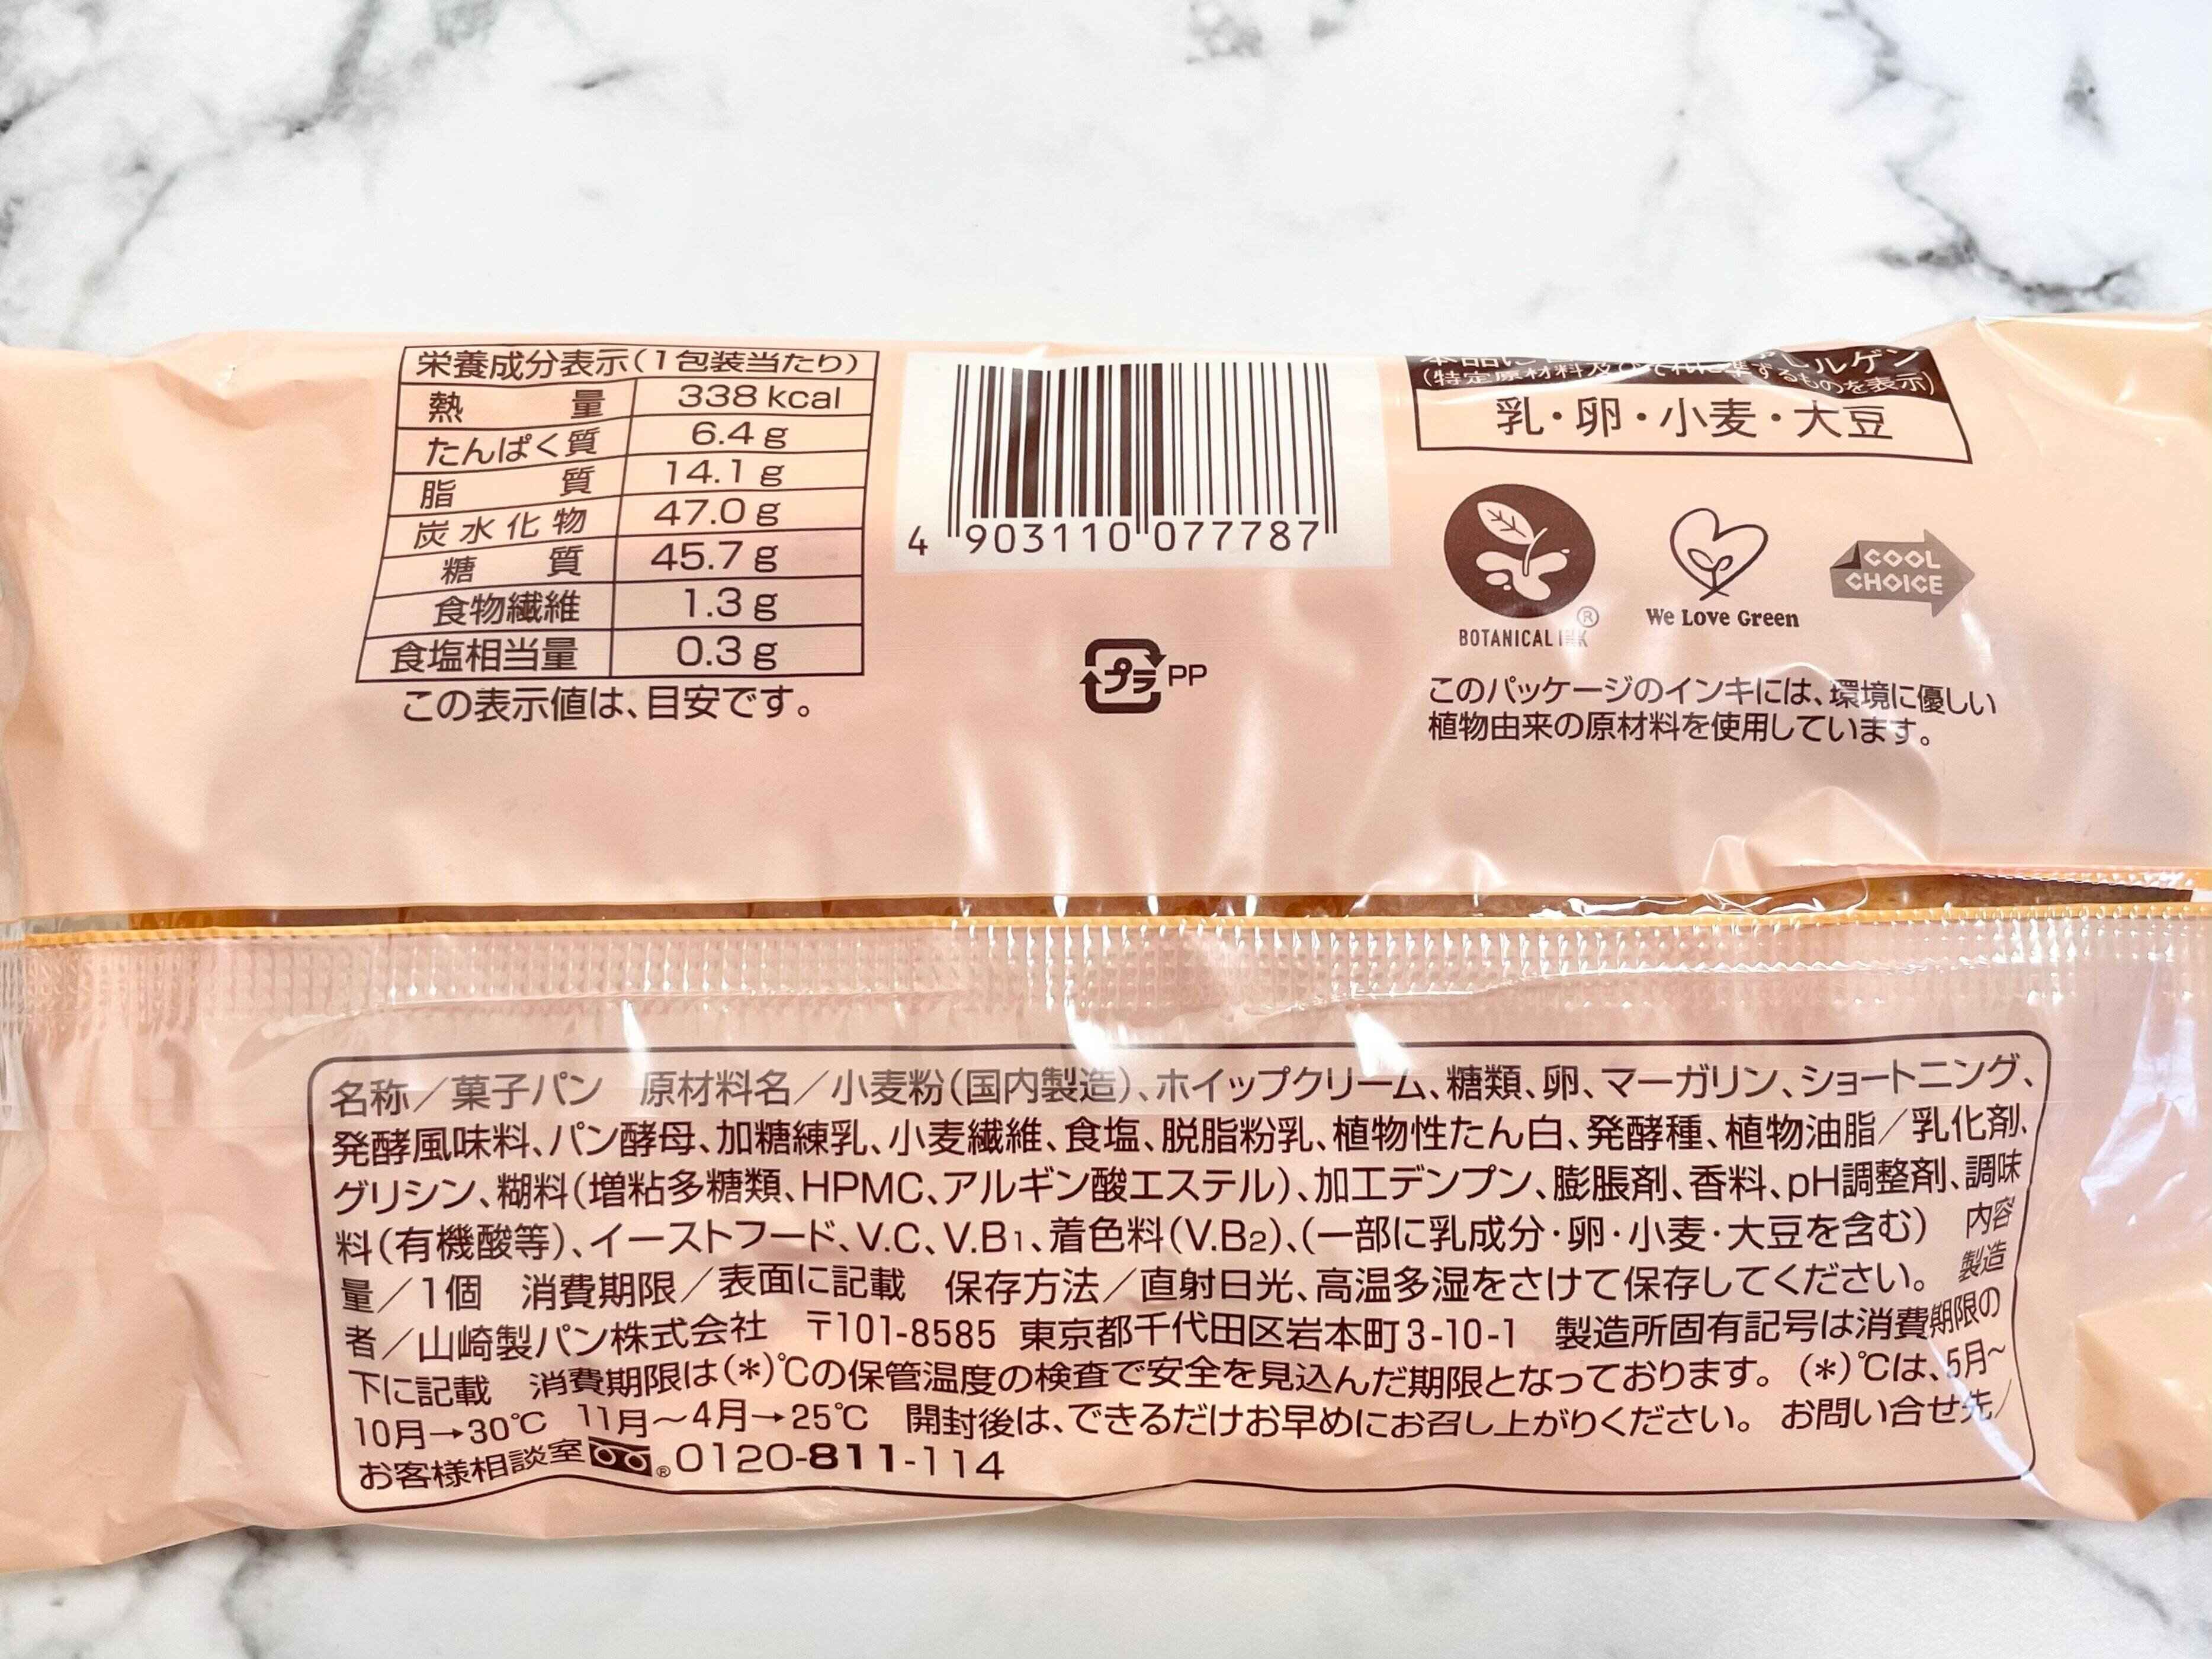 栄養成分表示(1包装当たり)
熱量 338 kcal
たんぱく質 6.4 g
脂質 14.1 g
炭水化物 47.0 g
糖質 45.7 g
食物繊維 1.3 g
食塩相当量 0.3 g
この表示値は、目安です。
4 903110 077787
プラ PP
(特定原材料及びそれに準ずるものを表示)
乳・卵・小麦・大豆
BOTANICAL INK ®
We Love Green
COOL
CHOICE
このパッケージのインキには、環境に優しい
植物由来の原材料を使用しています。
名称/菓子パン 原材料名/小麦粉(国内製造)、ホイップクリーム、糖類、卵、マーガリン、ショートニング、
発酵風味料、パン酵母、加糖練乳、小麦繊維、食塩、脱脂粉乳、植物性たん白、発酵種、植物油脂/乳化剤、
グリシン、糊料(増粘多糖類、HPMC、アルギン酸エステル)、加工デンプン、膨脹剤、香料、pH調整剤、調味
料(有機酸等)、イーストフード、V.C、V.B1、着色料(V.B2)、(一部に乳成分・卵・小麦・大豆を含む) 内容
量/1個 消費期限/表面に記載 保存方法/直射日光、高温多湿をさけて保存してください。 製造
者/山崎製パン株式会社 〒101-8585 東京都千代田区岩本町3-10-1 製造所固有記号は消費期限の
下に記載 消費期限は(*)℃の保管温度の検査で安全を見込んだ期限となっております。(*)℃は、5月~
10月→30℃ 11月~4月→25℃ 開封後は、できるだけお早めにお召し上がりください。 お問い合せ先/
お客様相談室 ® 0120-811-114